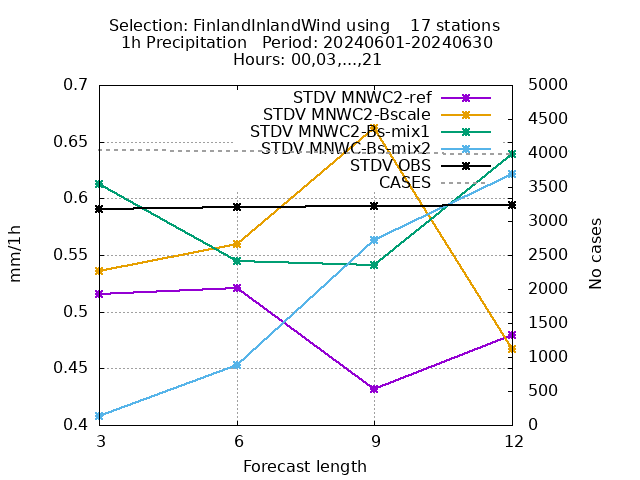 Selection: FinlandInlandWind using 17 stations
1h Precipitation Period: 20240601-20240630
Hours: 00,03,...,21
0.7
0.65
0.6
0.55
0.5
0.45
0.4
5000
4500
4000
3500
3000
2500
2000
1500
1000
500
0
STDV MNWC2-ref
STDV MNWC2-Bscale
STDV MNWC2-Bs-mix1
STDV MNWC-Bs-mix2
STDV OBS
CASES
mm/1h
No cases
3 6 9 12
Forecast length